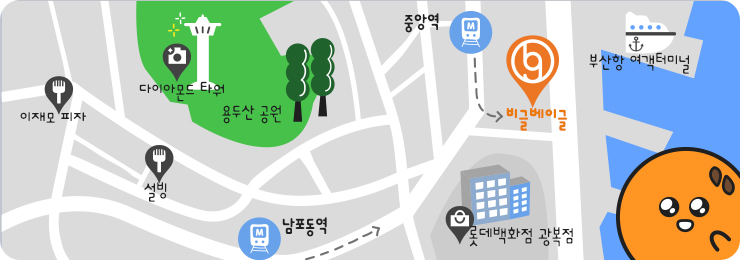 중앙역
M
부산항 여객터미널
다이아몬드 타워
용두산 공원
이재모 피자
비글베이글
설빙
남포동역
M
롯데백화점 광복점